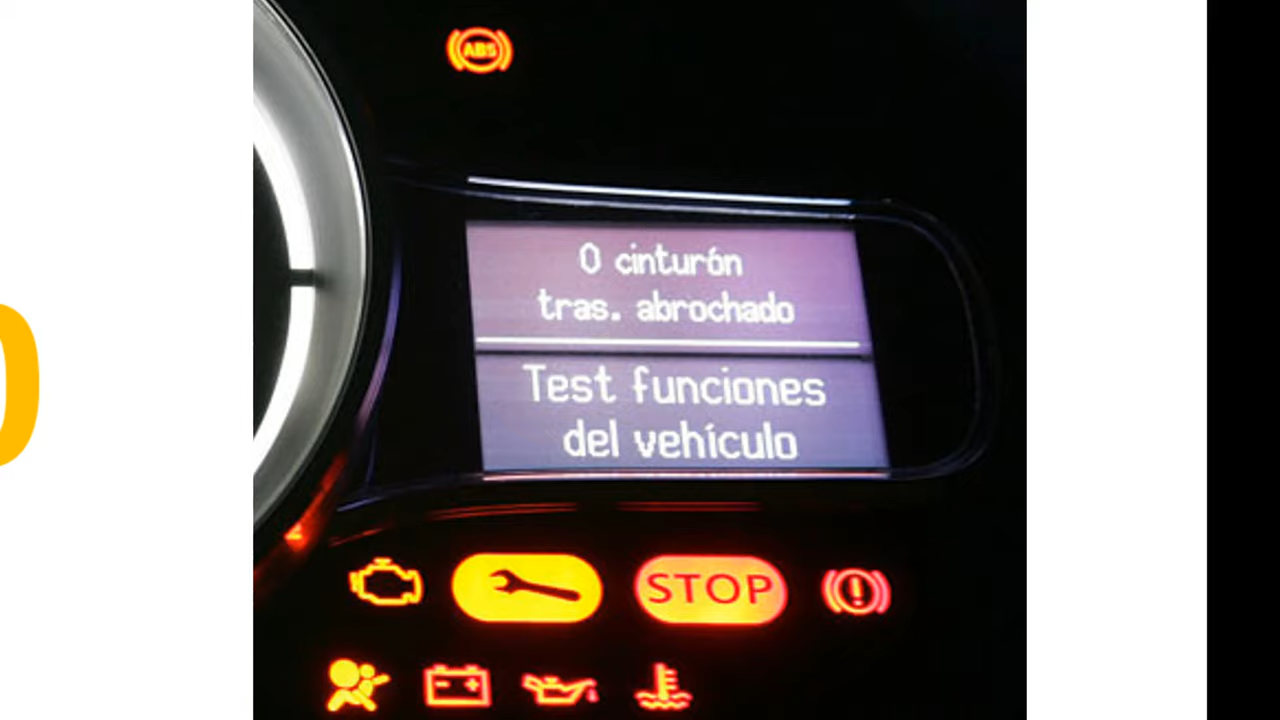 ABS
0 cinturón
tras. abrochado
Test funciones
del vehículo
STOP